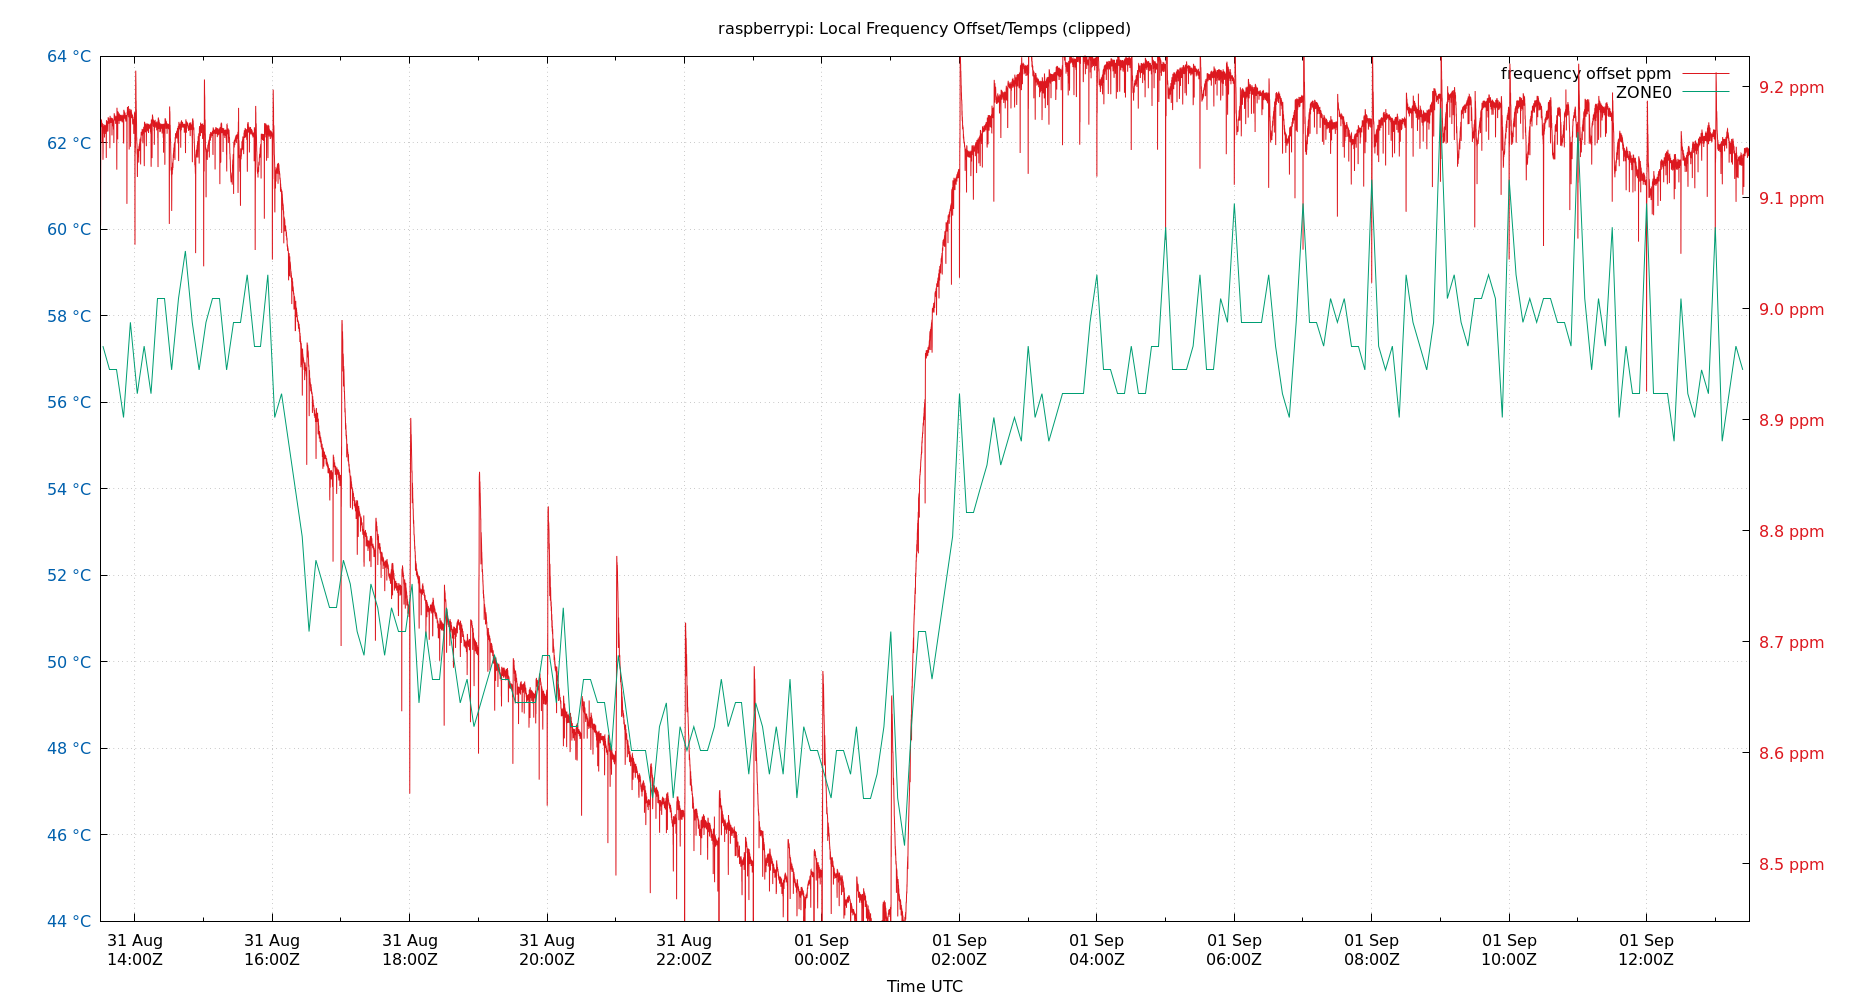 raspberrypi: Local Frequency Offset/Temps (clipped)
64 °C
62 °C
60 °C
58 °C
56 °C
54 °C
52 °C
50 °C
48 °C
46 °C
44 °C
frequency offset ppm
ZONE0
9.2 ppm
9.1 ppm
9.0 ppm
8.9 ppm
8.8 ppm
8.7 ppm
8.6 ppm
8.5 ppm
31 Aug
14:00Z
31 Aug
16:00Z
31 Aug
18:00Z
31 Aug
20:00Z
31 Aug
22:00Z
01 Sep
00:00Z
01 Sep
02:00Z
01 Sep
04:00Z
01 Sep
06:00Z
01 Sep
08:00Z
01 Sep
10:00Z
01 Sep
12:00Z
Time UTC